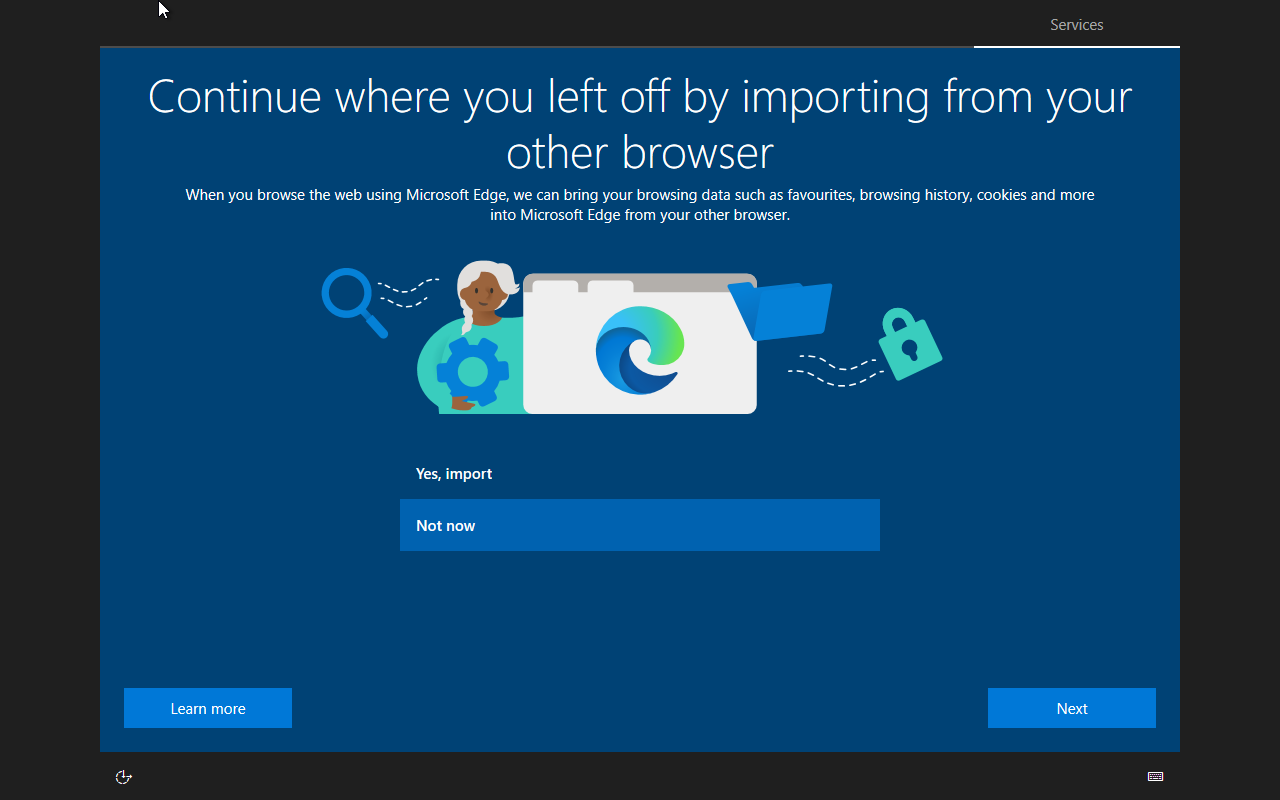 Services
Continue where you left off by importing from your
other browser
When you browse the web using Microsoft Edge, we can bring your browsing data such as favourites, browsing history, cookies and more
into Microsoft Edge from your other browser.
Yes, import
Not now
Learn more
Next